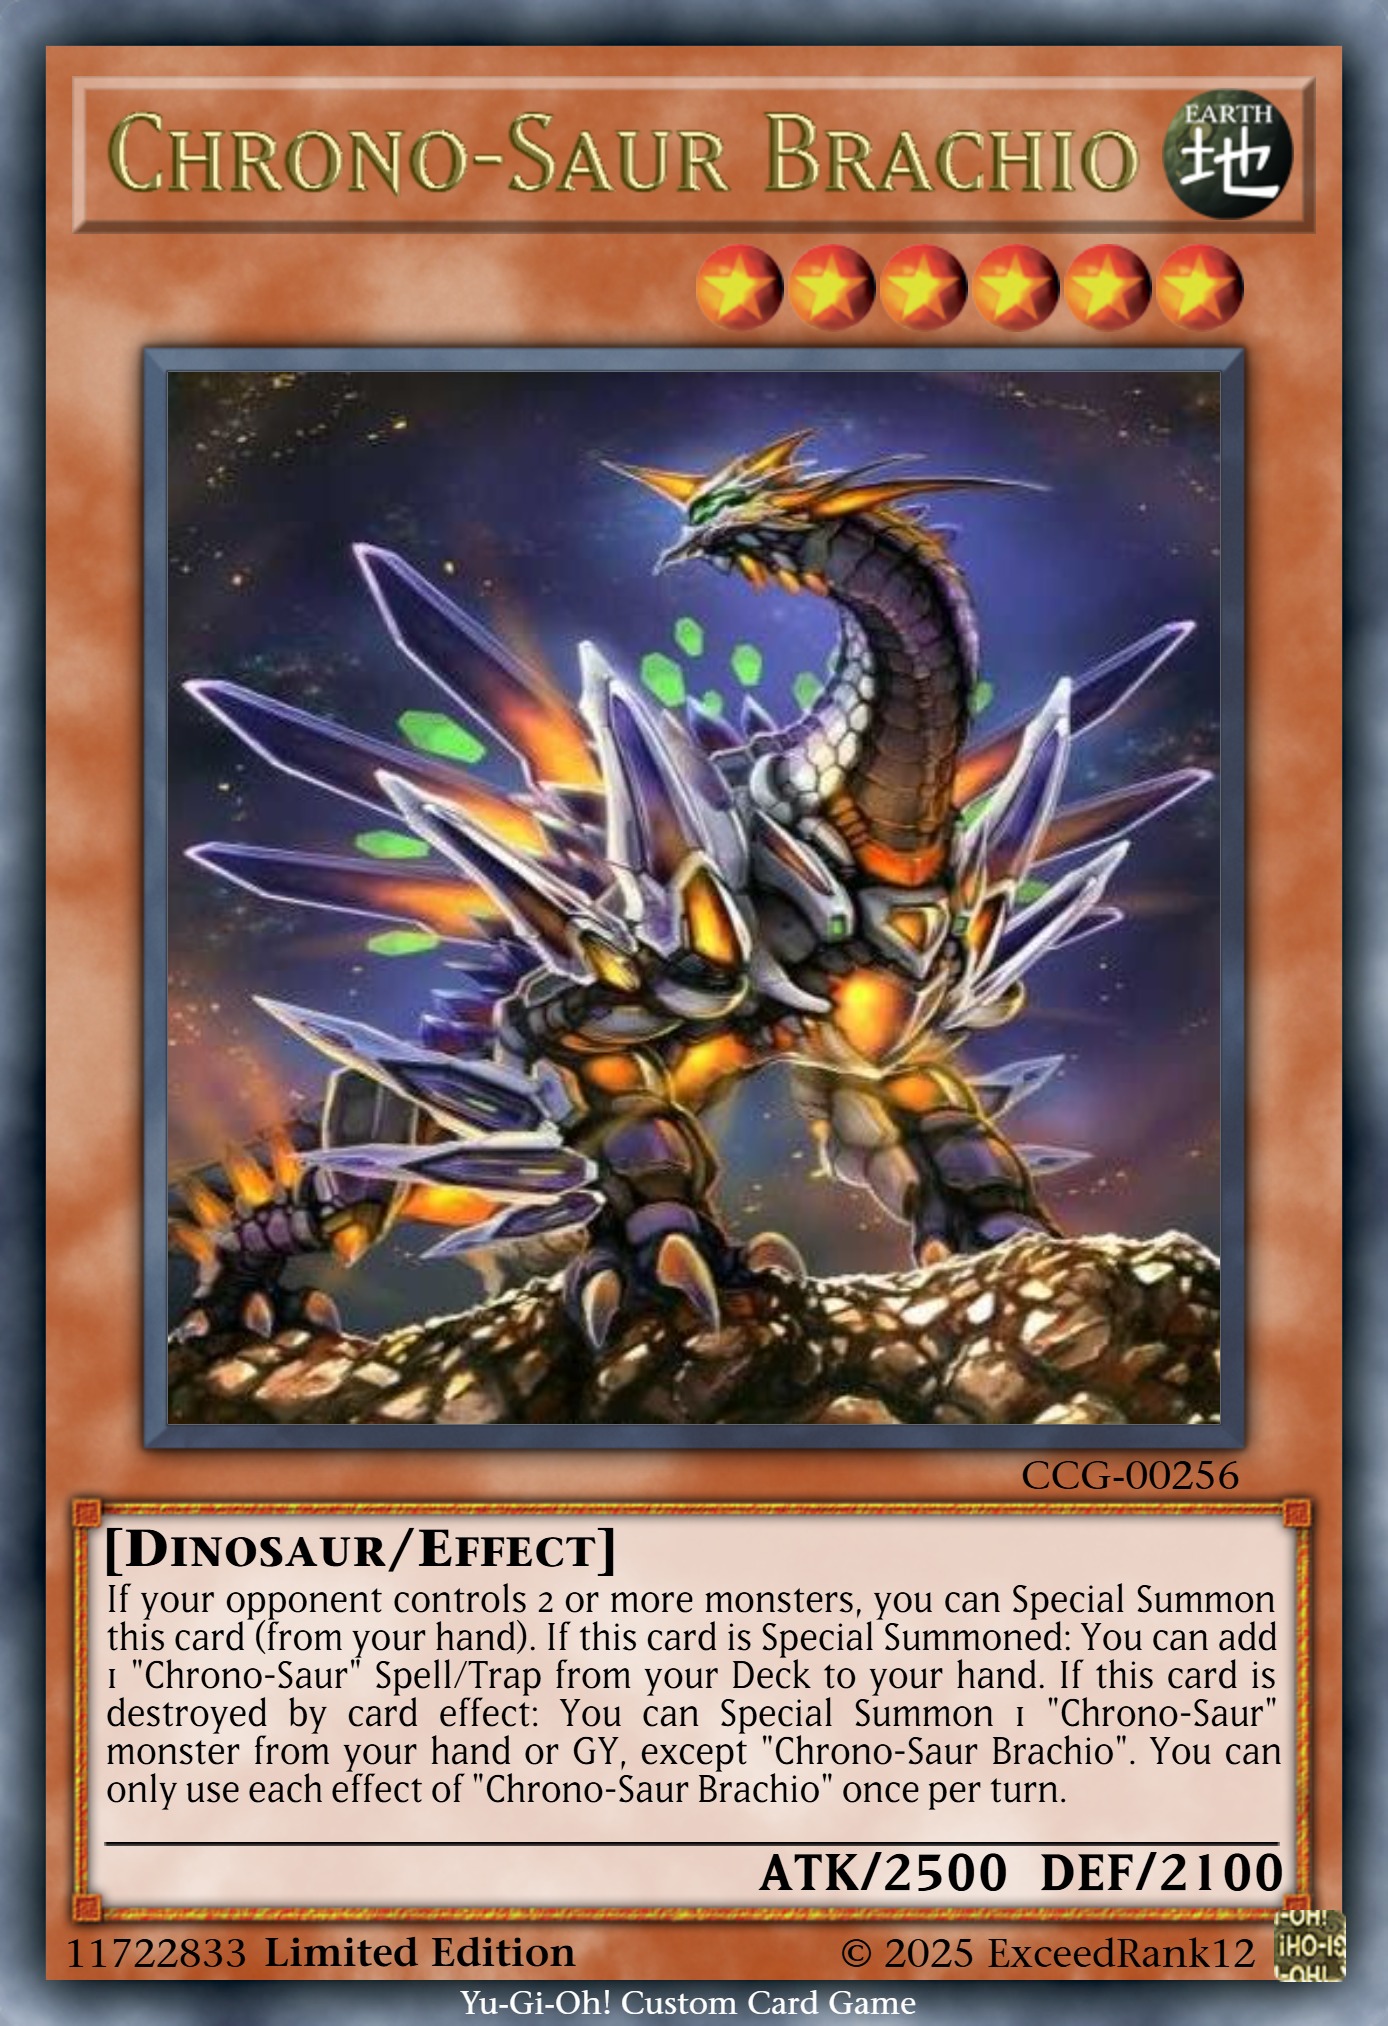 Chrono-Saur Brachio
EARTH
地
CCG-00256
[Dinosaur/Effect]
If your opponent controls 2 or more monsters, you can Special Summon
this card (from your hand). If this card is Special Summoned: You can add
1 "Chrono-Saur" Spell/Trap from your Deck to your hand. If this card is
destroyed by card effect: You can Special Summon 1 "Chrono-Saur"
monster from your hand or GY, except "Chrono-Saur Brachio". You can
only use each effect of "Chrono-Saur Brachio" once per turn.
ATK/2500 DEF/2100
11722833 Limited Edition
© 2025 ExceedRank12
Yu-Gi-Oh! Custom Card Game